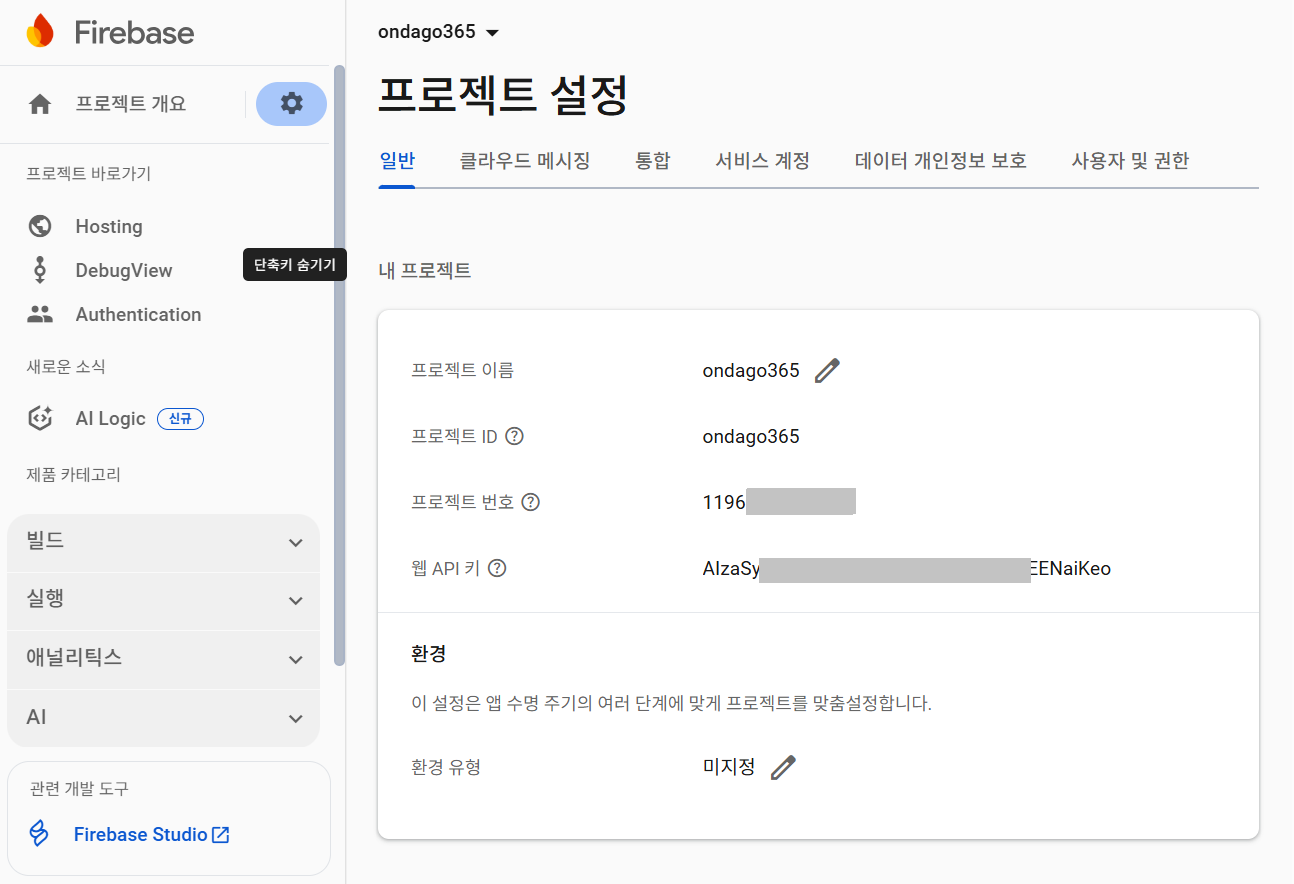 Firebase
프로젝트 개요
프로젝트 바로가기
Hosting
DebugView
단축키 숨기기
Authentication
새로운 소식
AI Logic 신규
제품 카테고리
빌드
실행
애널리틱스
AI
관련 개발 도구
Firebase Studio
ondago365
프로젝트 설정
일반 클라우드 메시징 통합 서비스 계정 데이터 개인정보 보호 사용자 및 권한
내 프로젝트
프로젝트 이름 ondago365
프로젝트 ID ondago365
프로젝트 번호 1196
웹 API 키 AIzaSy EENaiKeo
환경
이 설정은 앱 수명 주기의 여러 단계에 맞게 프로젝트를 맞춤설정합니다.
환경 유형 미지정